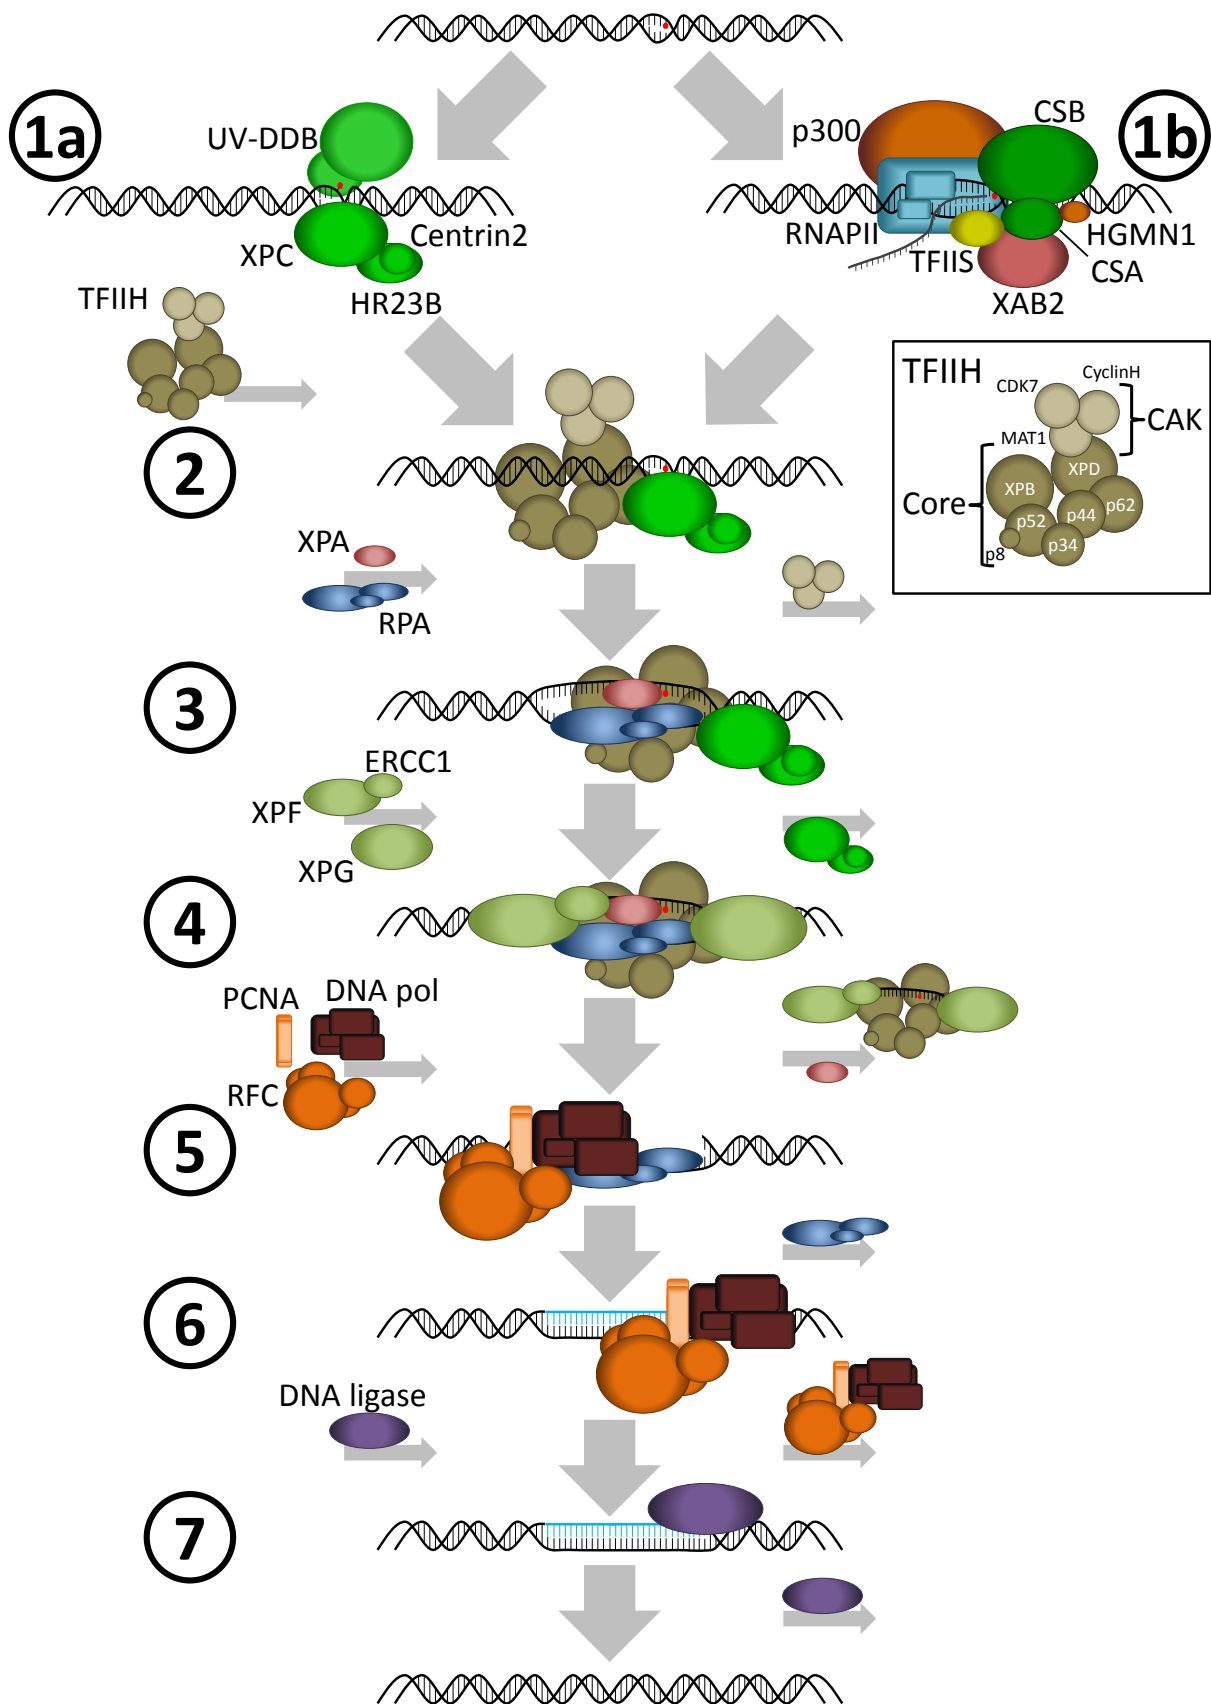 1a
UV-DDB
XPC
Centrin2
HR23B
p300
CSB
1b
RNAPII
TFIIS
HGMN1
CSA
XAB2
TFIIH
TFIIH
CDK7
CyclinH
MAT1
CAK
XPD
XPB
Core
p62
p52
p44
p34
p8
2
XPA
RPA
3
ERCC1
XPF
XPG
4
PCNA
DNA pol
RFC
5
6
DNA ligase
7